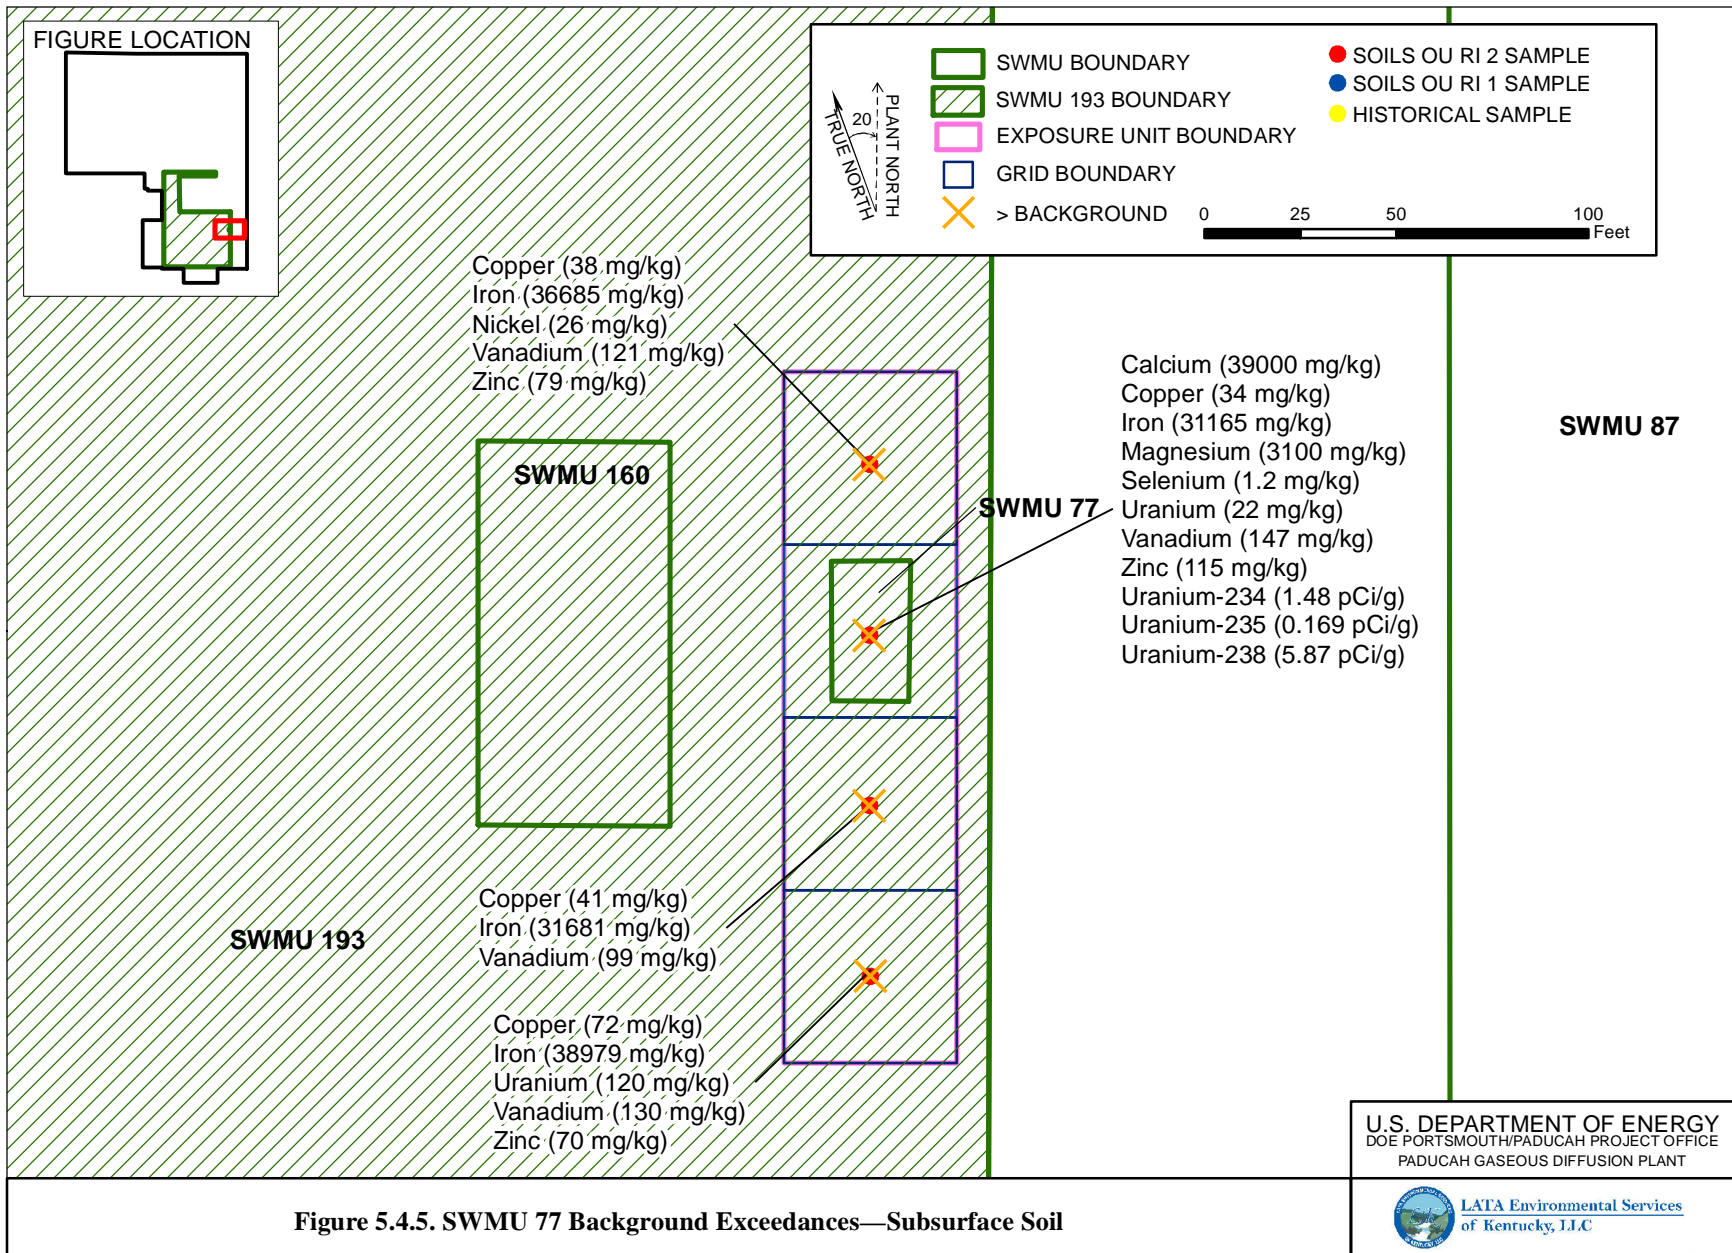 FIGURE LOCATION
TRUE NORTH
20
PLANT NORTH
SWMU BOUNDARY
SWMU 193 BOUNDARY
EXPOSURE UNIT BOUNDARY
GRID BOUNDARY
> BACKGROUND
SOILS OU RI 2 SAMPLE
SOILS OU RI 1 SAMPLE
HISTORICAL SAMPLE
0 25 50 100
Feet
Copper (38 mg/kg)
Iron (36685 mg/kg)
Nickel (26 mg/kg)
Vanadium (121 mg/kg)
Zinc (79 mg/kg)
Calcium (39000 mg/kg)
Copper (34 mg/kg)
Iron (31165 mg/kg)
Magnesium (3100 mg/kg)
Selenium (1.2 mg/kg)
Uranium (22 mg/kg)
Vanadium (147 mg/kg)
Zinc (115 mg/kg)
Uranium-234 (1.48 pCi/g)
Uranium-235 (0.169 pCi/g)
Uranium-238 (5.87 pCi/g)
SWMU 87
SWMU 160
SWMU 77
Copper (41 mg/kg)
Iron (31681 mg/kg)
Vanadium (99 mg/kg)
SWMU 193
Copper (72 mg/kg)
Iron (38979 mg/kg)
Uranium (120 mg/kg)
Vanadium (130 mg/kg)
Zinc (70 mg/kg)
U.S. DEPARTMENT OF ENERGY
DOE PORTSMOUTH/PADUCAH PROJECT OFFICE
PADUCAH GASEOUS DIFFUSION PLANT
Figure 5.4.5. SWMU 77 Background Exceedances—Subsurface Soil
LATA Environmental Services
of Kentucky, LLC